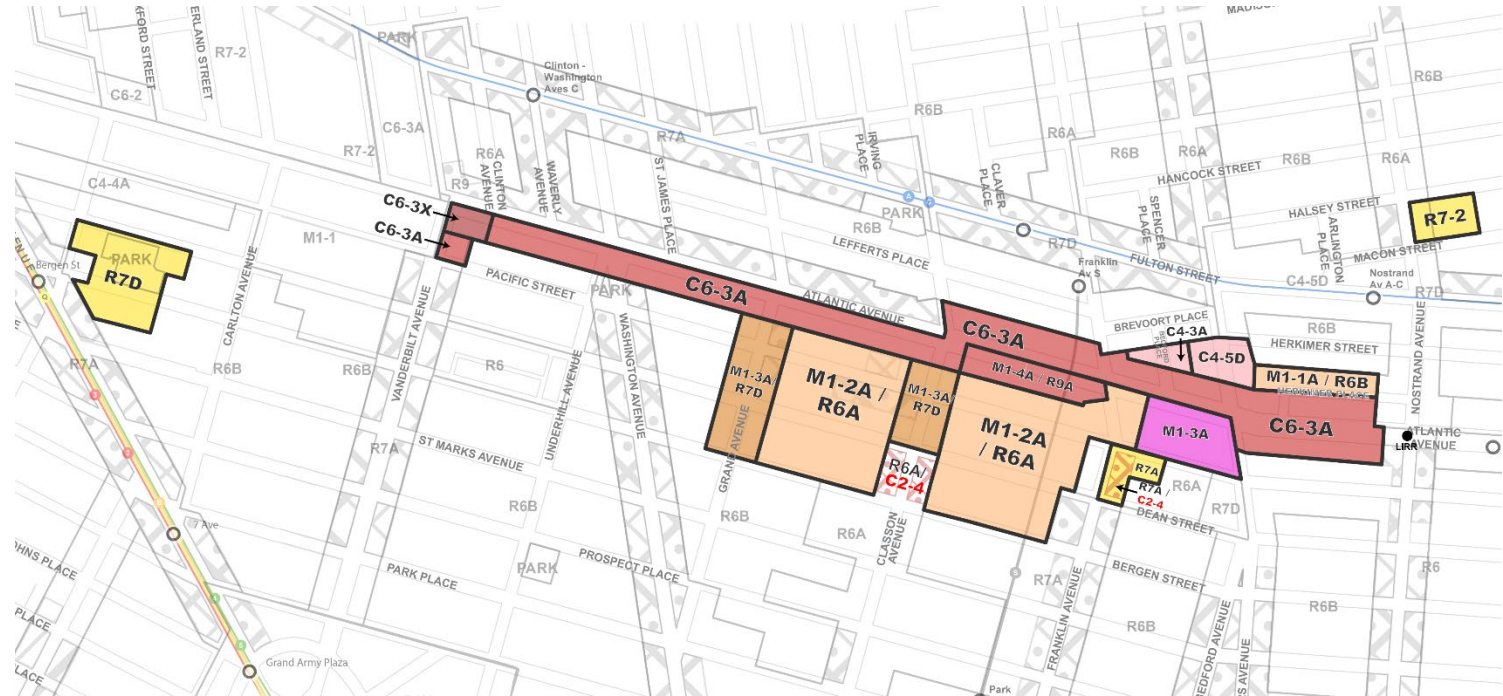 PARK
R7-2
C6-2
C4-4A
M1-1
R7-2
C6-3A
R9
R6A
CLINTON
AVENUE
WAVERLY
AVENUE
Clinton -
Washington
Aves C
ST JAMES PLACE
R7A
R6B
IRVING
PLACE
CLAVER
PLACE
R6A
R6B
SPENCER
PLACE
R6A
HANCOCK STREET
R6B
R6A
R6B
HALSEY STREET
ARLINGTON
PLACE
MACON STREET
R7-2
C6-3X
C6-3A
PARK
R7D
Bergen St
CARLTON AVENUE
VANDERBILT AVENUE
PACIFIC STREET
PARK
WASHINGTON AVENUE
UNDERHILL AVENUE
C6-3A
ATLANTIC AVENUE
LEFFERTS PLACE
R6B
PARK
R7D
FULTON STREET
Franklin
Av S
C4-5D
Nostrand
Av A-C
R7D
BREVOORT PLACE
C4-3A
C4-5D
R6B
HERKIMER STREET
M1-1A / R6B
HERKIMER PLACE
NOSTRAND AVENUE
C6-3A
M1-4A / R9A
C6-3A
ATLANTIC
AVENUE
LIRR
M1-3A/
R7D
M1-2A /
R6A
M1-3A/
R7D
M1-2A
/ R6A
M1-3A
R7A
R7A /
C2-4
R6A/
C2-4
R6A
R7D
DEAN STREET
GRAND AVENUE
CLASSON
AVENUE
R7A
R6B
R6B
R6
R7A
ST MARKS AVENUE
R6B
R6B
R6A
PROSPECT PLACE
PARK
PARK PLACE
7 Ave
Grand Army Plaza
BERGEN STREET
R7A
R6B
FRANKLIN AVENUE
R6B
R6
PLACE
Park